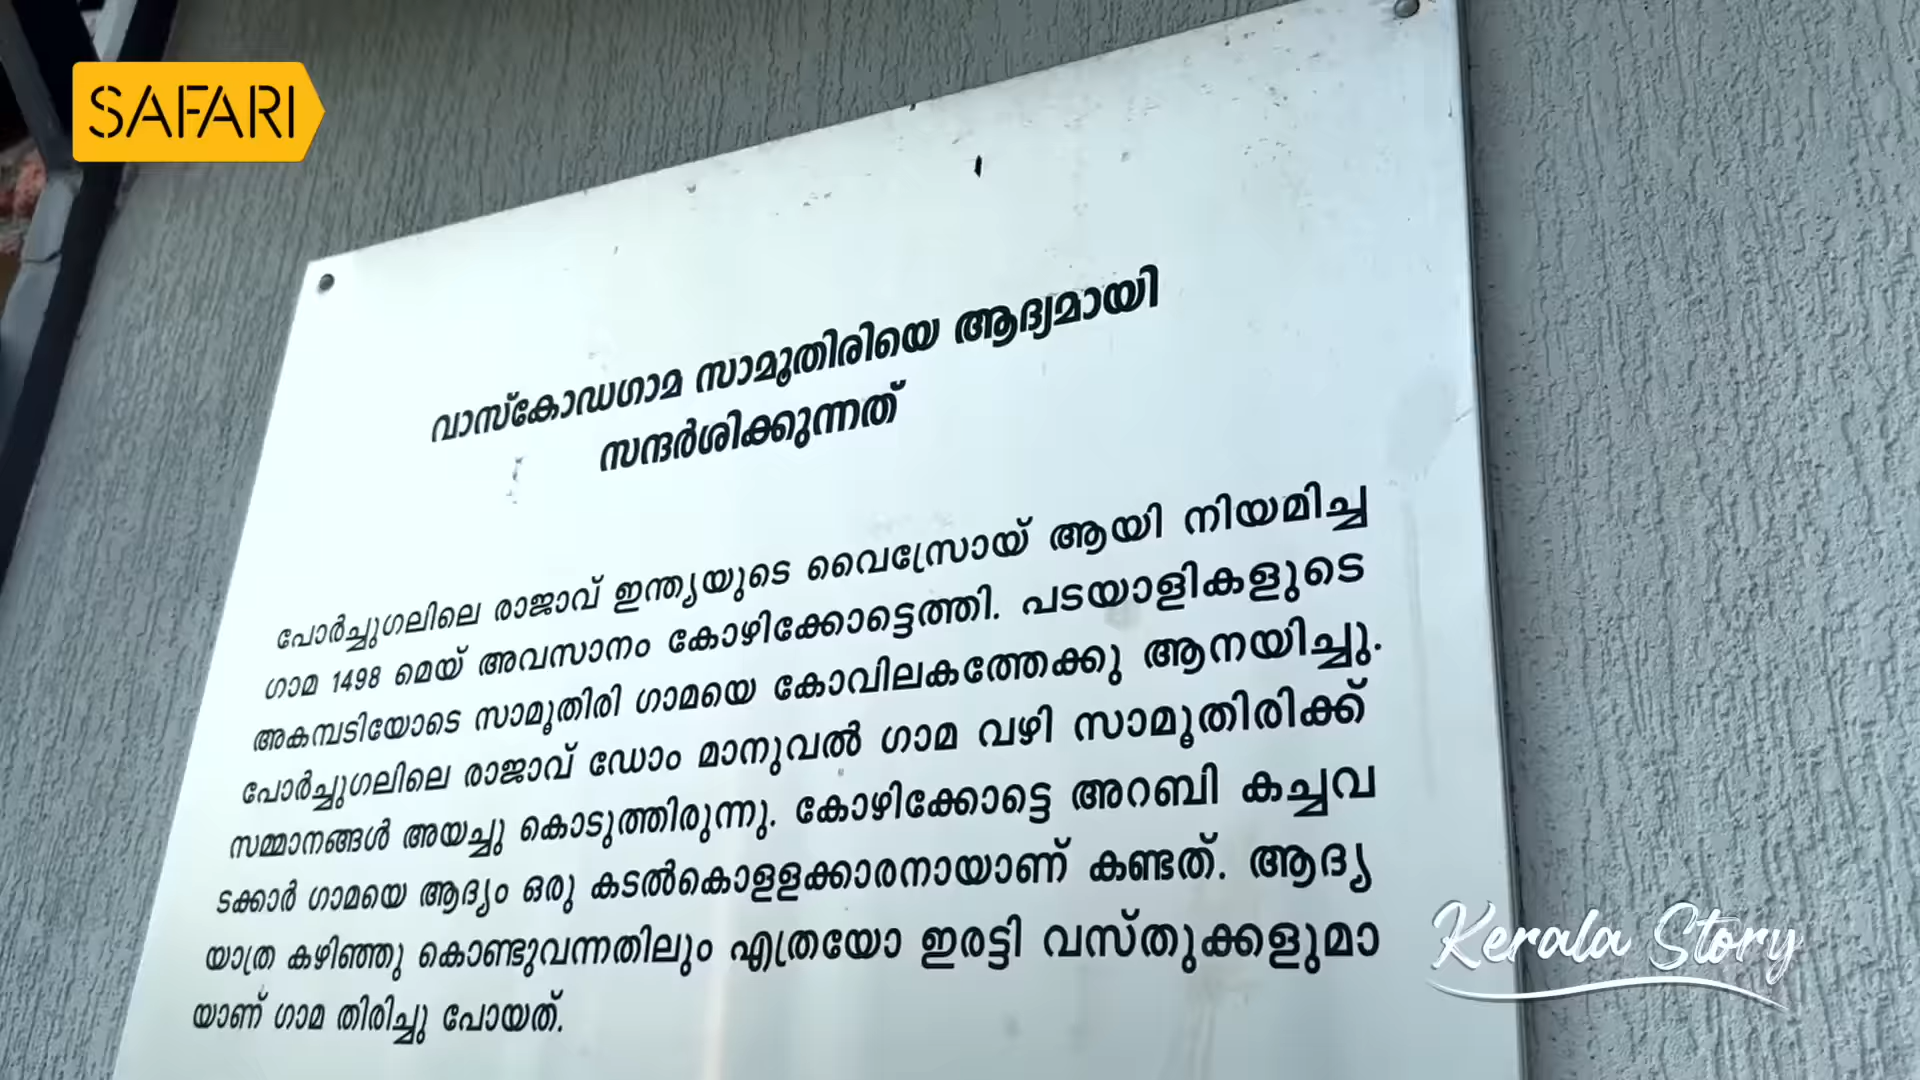 SAFARI
വാസ്കോഡഗാമ സാമൂതിരിയെ ആദ്യമായി
സന്ദർശിക്കുന്നത്
പോർച്ചുഗലിലെ രാജാവ് ഇന്ത്യയുടെ വൈസ്രോയ് ആയി നിയമിച്ച
ഗാമ 1498 മെയ് അവസാനം കോഴിക്കോട്ടെത്തി. പടയാളികളുടെ
അകമ്പടിയോടെ സാമൂതിരി ഗാമയെ കോവിലകത്തേക്കു ആനയിച്ചു.
പോർച്ചുഗലിലെ രാജാവ് ഡോം മാനുവൽ ഗാമ വഴി സാമൂതിരിക്ക്
സമ്മാനങ്ങൾ അയച്ചു കൊടുത്തിരുന്നു. കോഴിക്കോട്ടെ അറബി കച്ചവ
ടക്കാർ ഗാമയെ ആദ്യം ഒരു കടൽകൊളളക്കാരനായാണ് കണ്ടത്. ആദ്യ
യാത്ര കഴിഞ്ഞു കൊണ്ടുവന്നതിലും എത്രയോ ഇരട്ടി വസ്തുക്കളുമാ
യാണ് ഗാമ തിരിച്ചു പോയത്.
Kerala Story